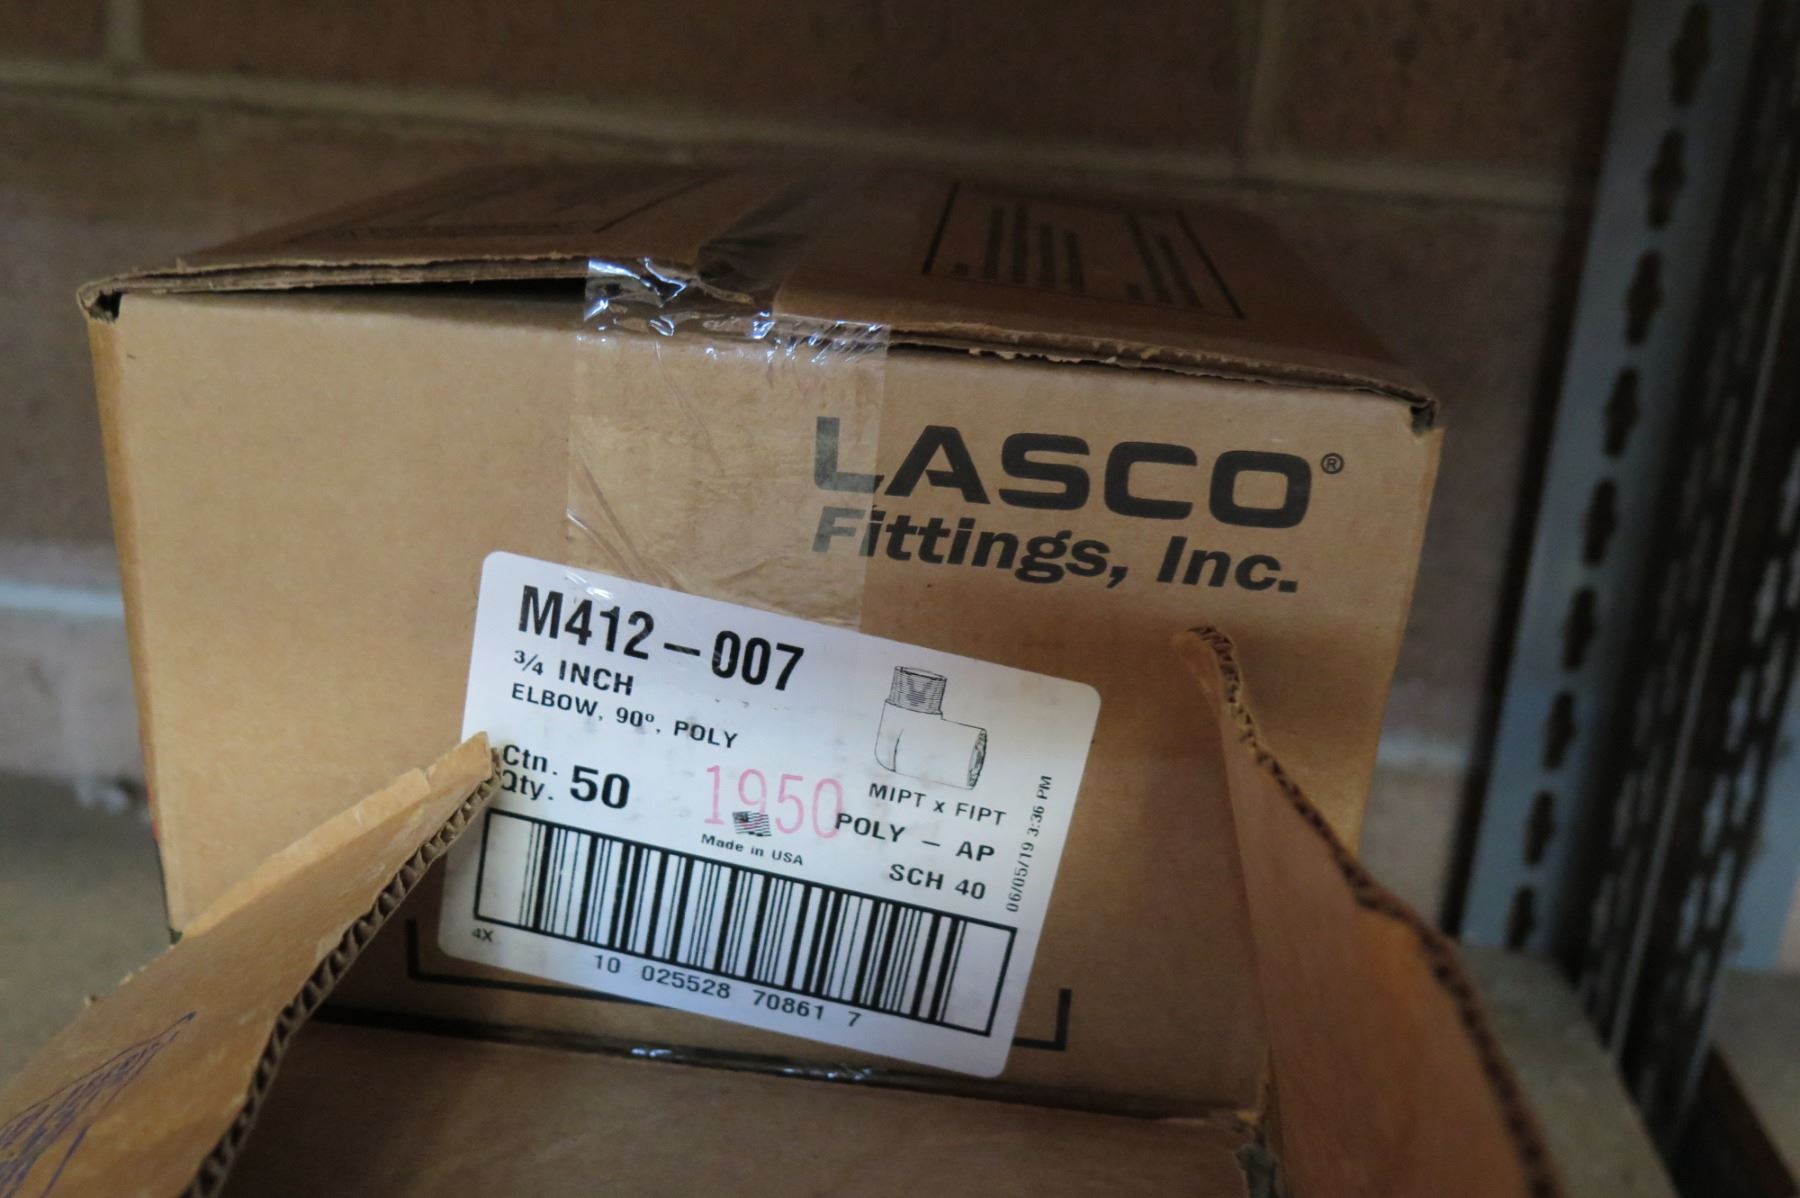 LASCO®
Fittings, Inc.
M412-007
3/4 INCH
ELBOW, 90º, POLY
Ctn.
Qty. 50
1950
Made in USA
MIPT x FIPT
POLY - AP
SCH 40
06/05/19 3:36 PM
4X
10 025528 70861 7